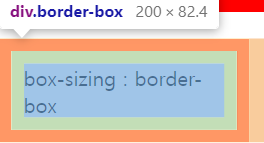 div.border-box 200 × 82.4
box-sizing : border-
box